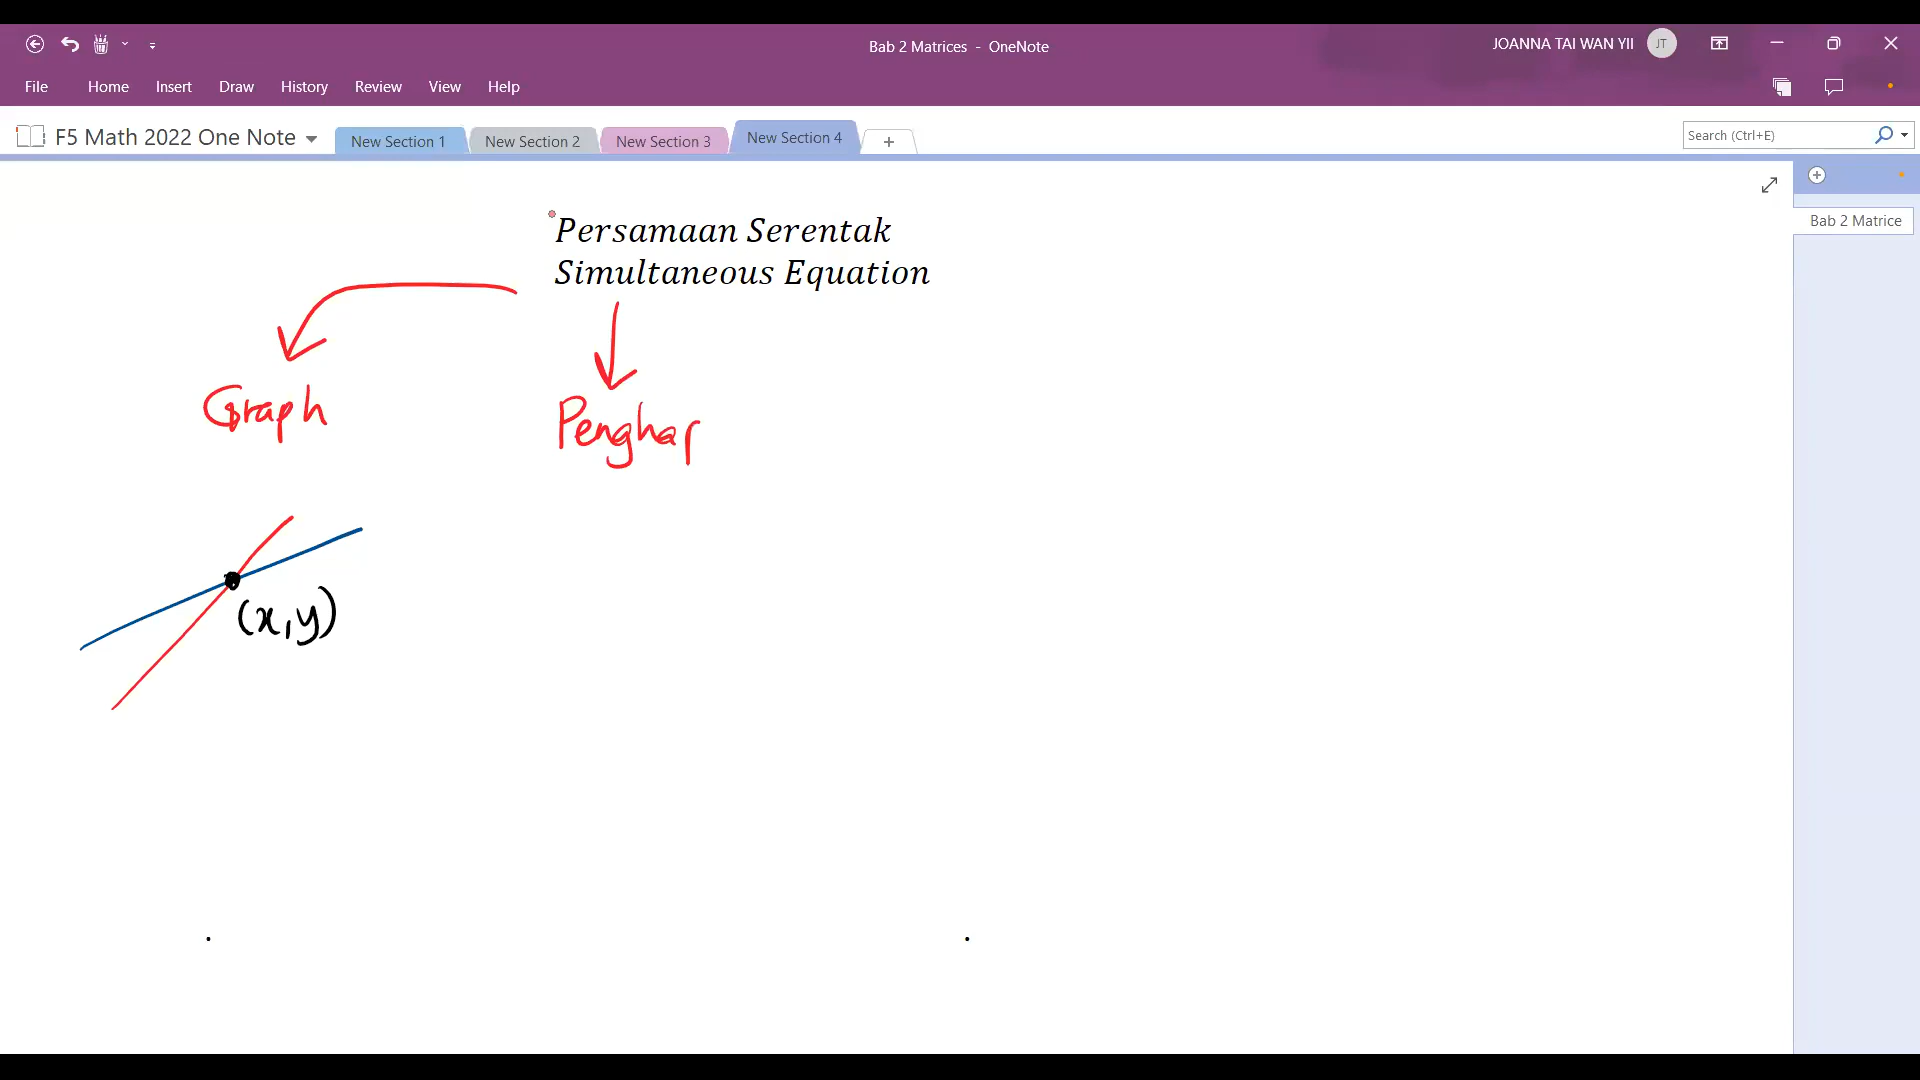 Bab 2 Matrices - OneNote
JOANNA TAI WAN YII
JT
File Home Insert Draw History Review View Help
F5 Math 2022 One Note
New Section 1
New Section 2
New Section 3
New Section 4
Search (Ctrl+E)
Bab 2 Matrice
Persamaan Serentak
Simultaneous Equation
Graph
Penghap
(x,y)